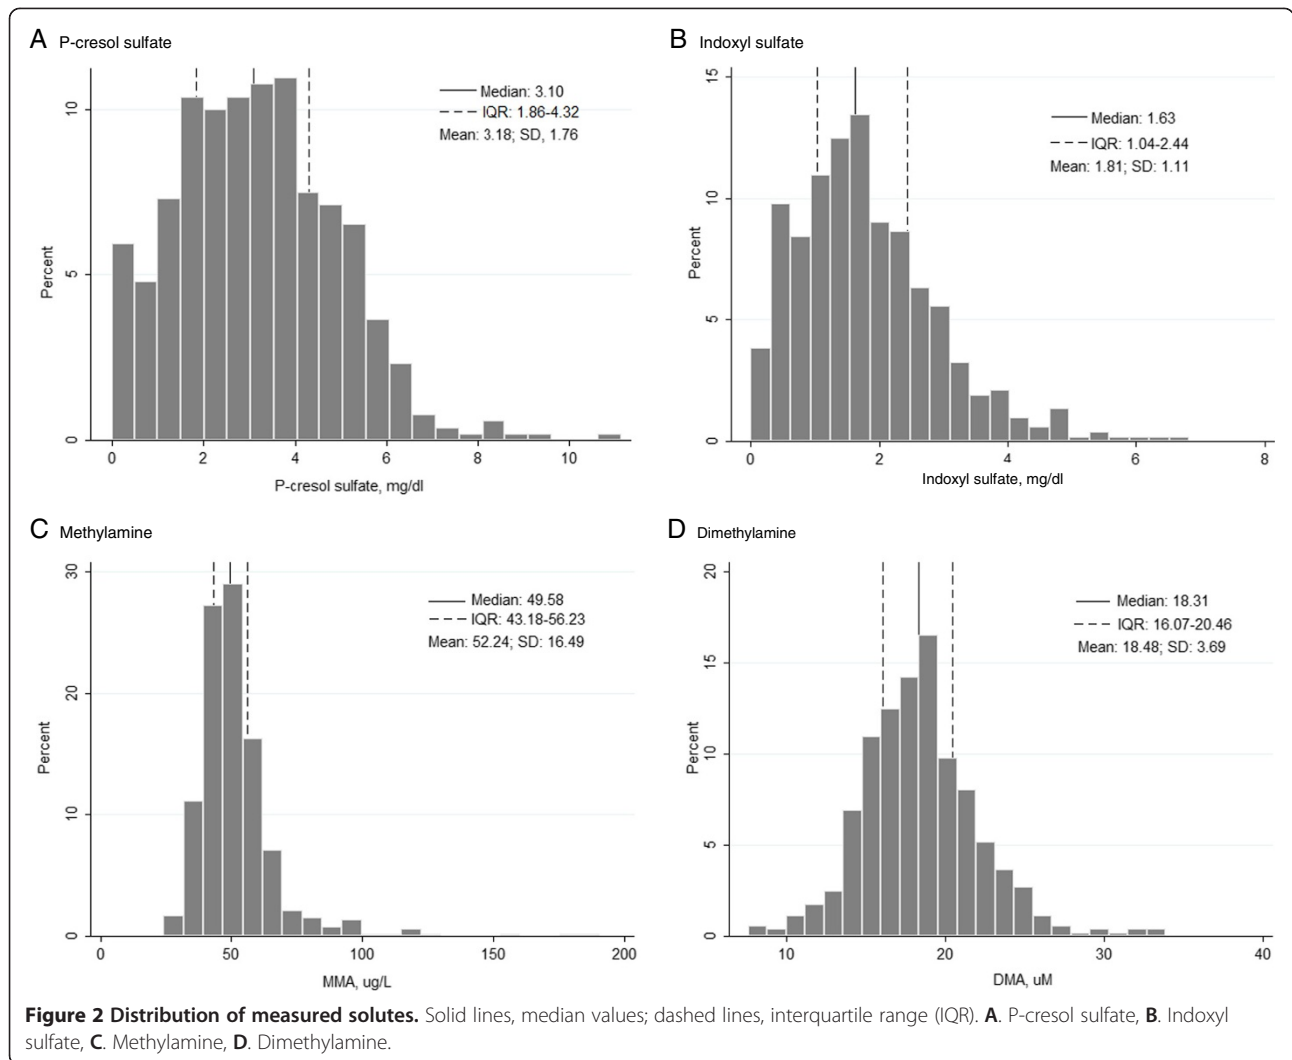 A P-cresol sulfate
10
5
0
Percent
Median: 3.10
IQR: 1.86-4.32
Mean: 3.18; SD, 1.76
0 2 4 6 8 10
P-cresol sulfate, mg/dl
B Indoxyl sulfate
15
10
5
0
Percent
Median: 1.63
IQR: 1.04-2.44
Mean: 1.81; SD: 1.11
0 2 4 6 8
Indoxyl sulfate, mg/dl
C Methylamine
30
20
10
0
Percent
Median: 49.58
IQR: 43.18-56.23
Mean: 52.24; SD: 16.49
0 50 100 150 200
MMA, ug/L
D Dimethylamine
20
15
10
5
0
Percent
Median: 18.31
IQR: 16.07-20.46
Mean: 18.48; SD: 3.69
10 20 30 40
DMA, uM
Figure 2 Distribution of measured solutes. Solid lines, median values; dashed lines, interquartile range (IQR). A. P-cresol sulfate, B. Indoxyl
sulfate, C. Methylamine, D. Dimethylamine.